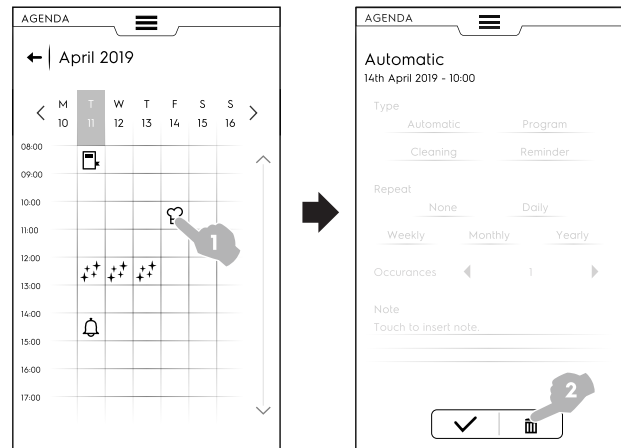 AGENDA
April 2019
M T W T F S S
10 11 12 13 14 15 16
08:00
09:00
10:00
11:00
12:00
13:00
14:00
15:00
16:00
17:00
1
AGENDA
Automatic
14th April 2019 - 10:00
Type
Automatic Program
Cleaning Reminder
Repeat
None Daily
Weekly Monthly Yearly
Occurances 1
Note
Touch to insert note.
2